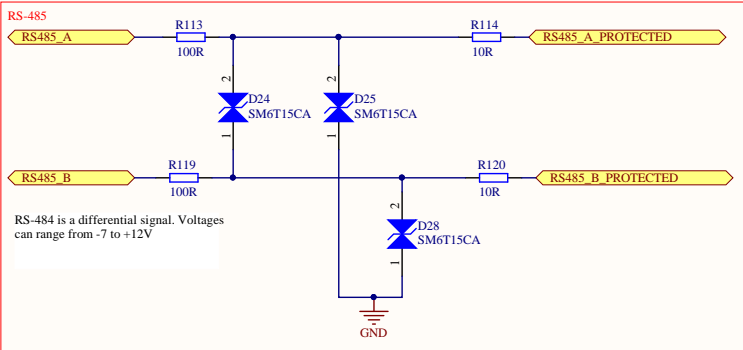 RS-485
R113
R114
RS485_A
RS485_A_PROTECTED
100R
10R
2
2
D24
D25
SM6T15CA
SM6T15CA
1
1
R119
R120
RS485_B
RS485_B_PROTECTED
100R
10R
2
RS-484 is a differential signal. Voltages
can range from -7 to +12V
D28
SM6T15CA
1
GND